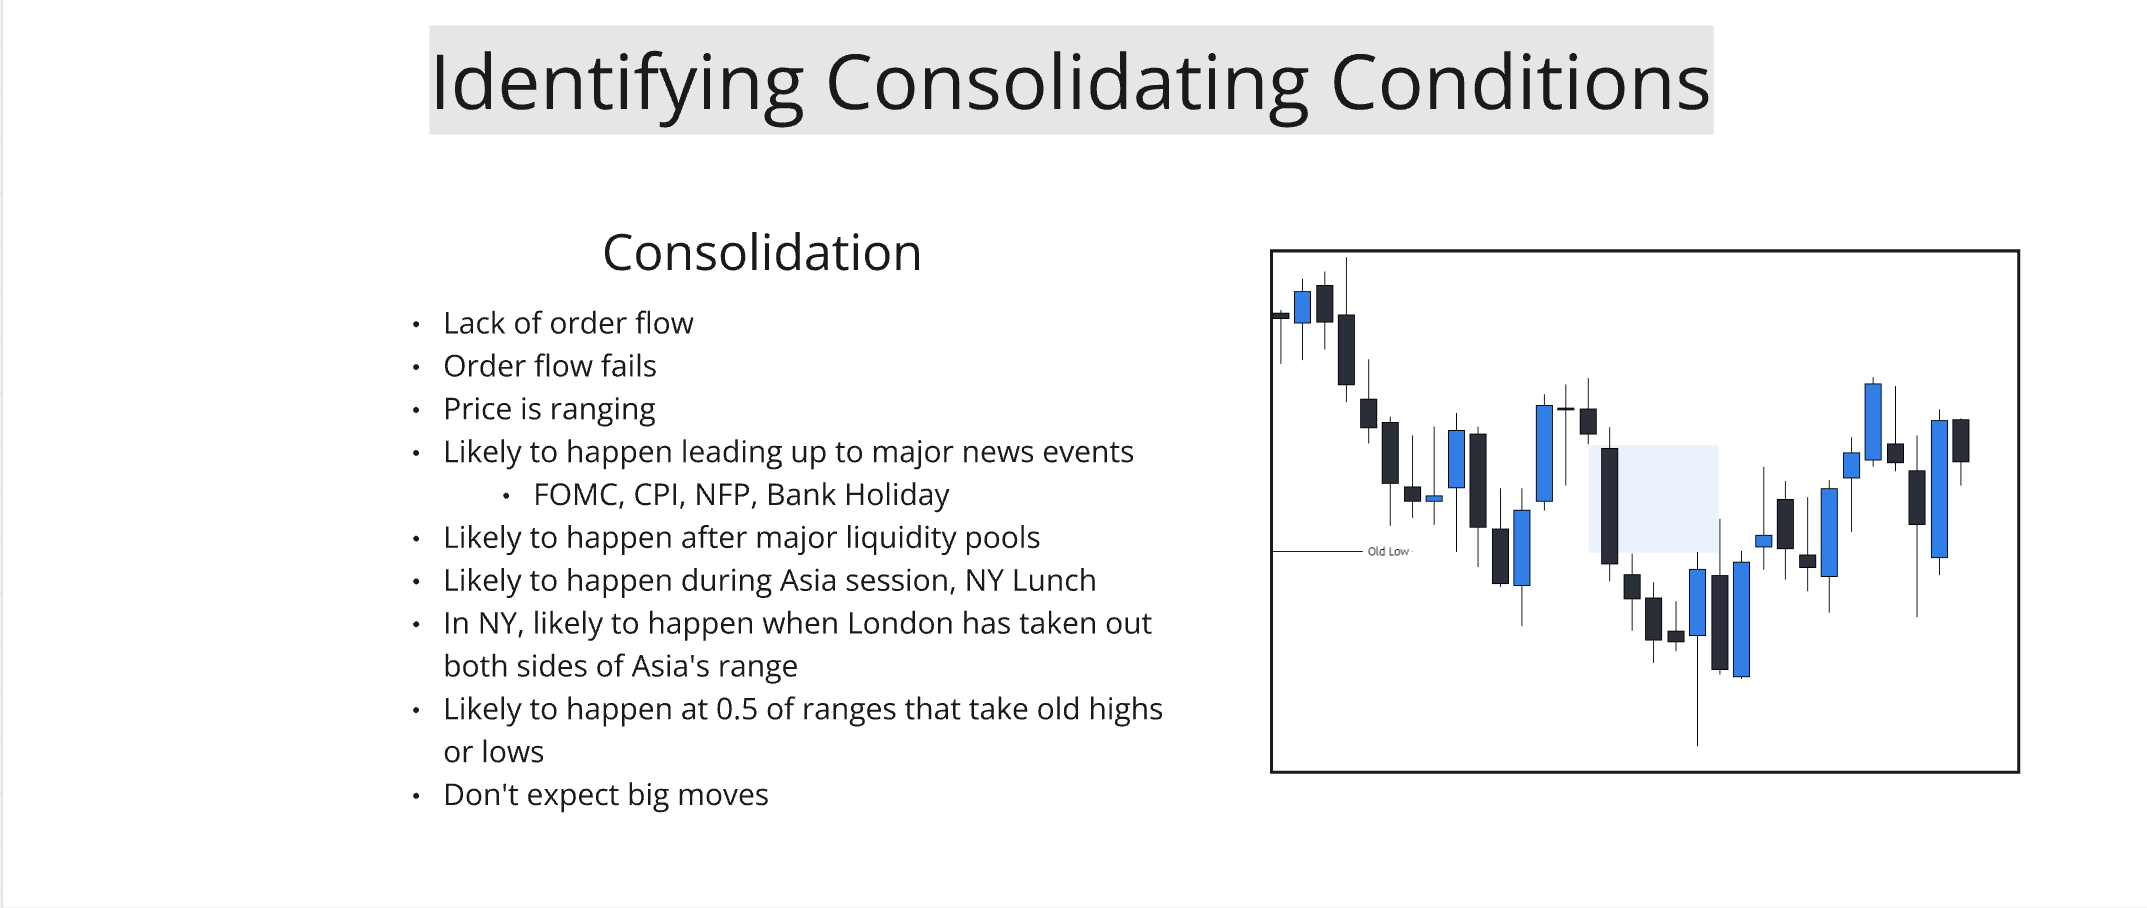 Identifying Consolidating Conditions
Consolidation
• Lack of order flow
• Order flow fails
• Price is ranging
• Likely to happen leading up to major news events
• FOMC, CPI, NFP, Bank Holiday
• Likely to happen after major liquidity pools
• Likely to happen during Asia session, NY Lunch
• In NY, likely to happen when London has taken out
both sides of Asia's range
• Likely to happen at 0.5 of ranges that take old highs
or lows
• Don't expect big moves
Old Low